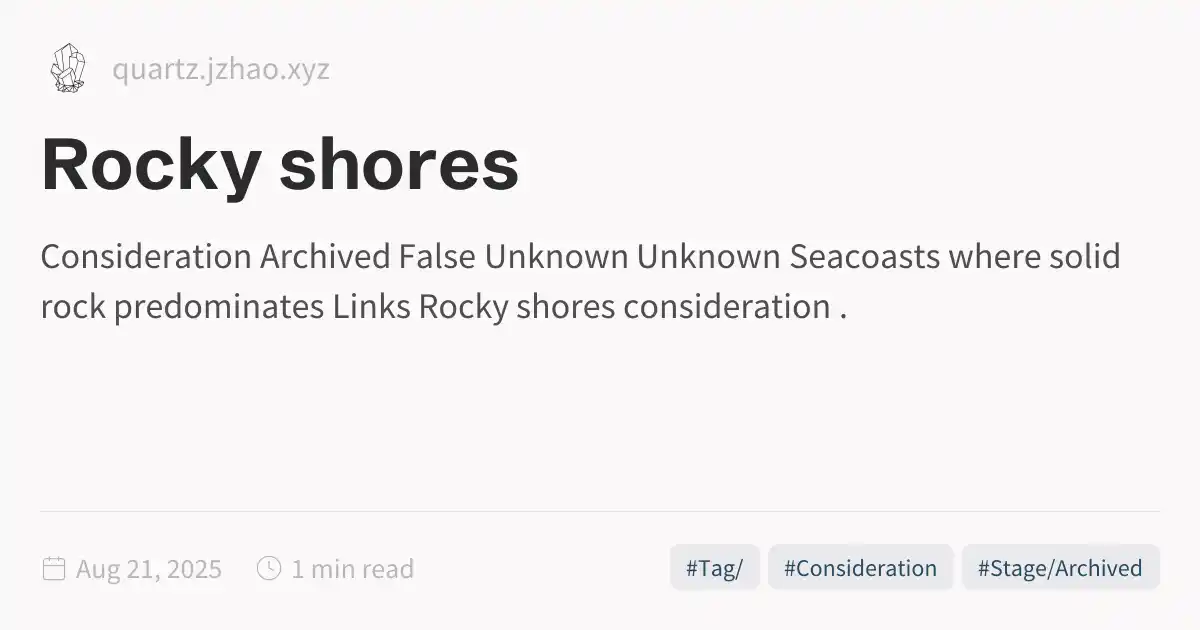 quartz.jzhao.xyz
Rocky shores
Consideration Archived False Unknown Unknown Seacoasts where solid
rock predominates Links Rocky shores consideration .
Aug 21, 2025 1 min read #Tag/ #Consideration #Stage/Archived